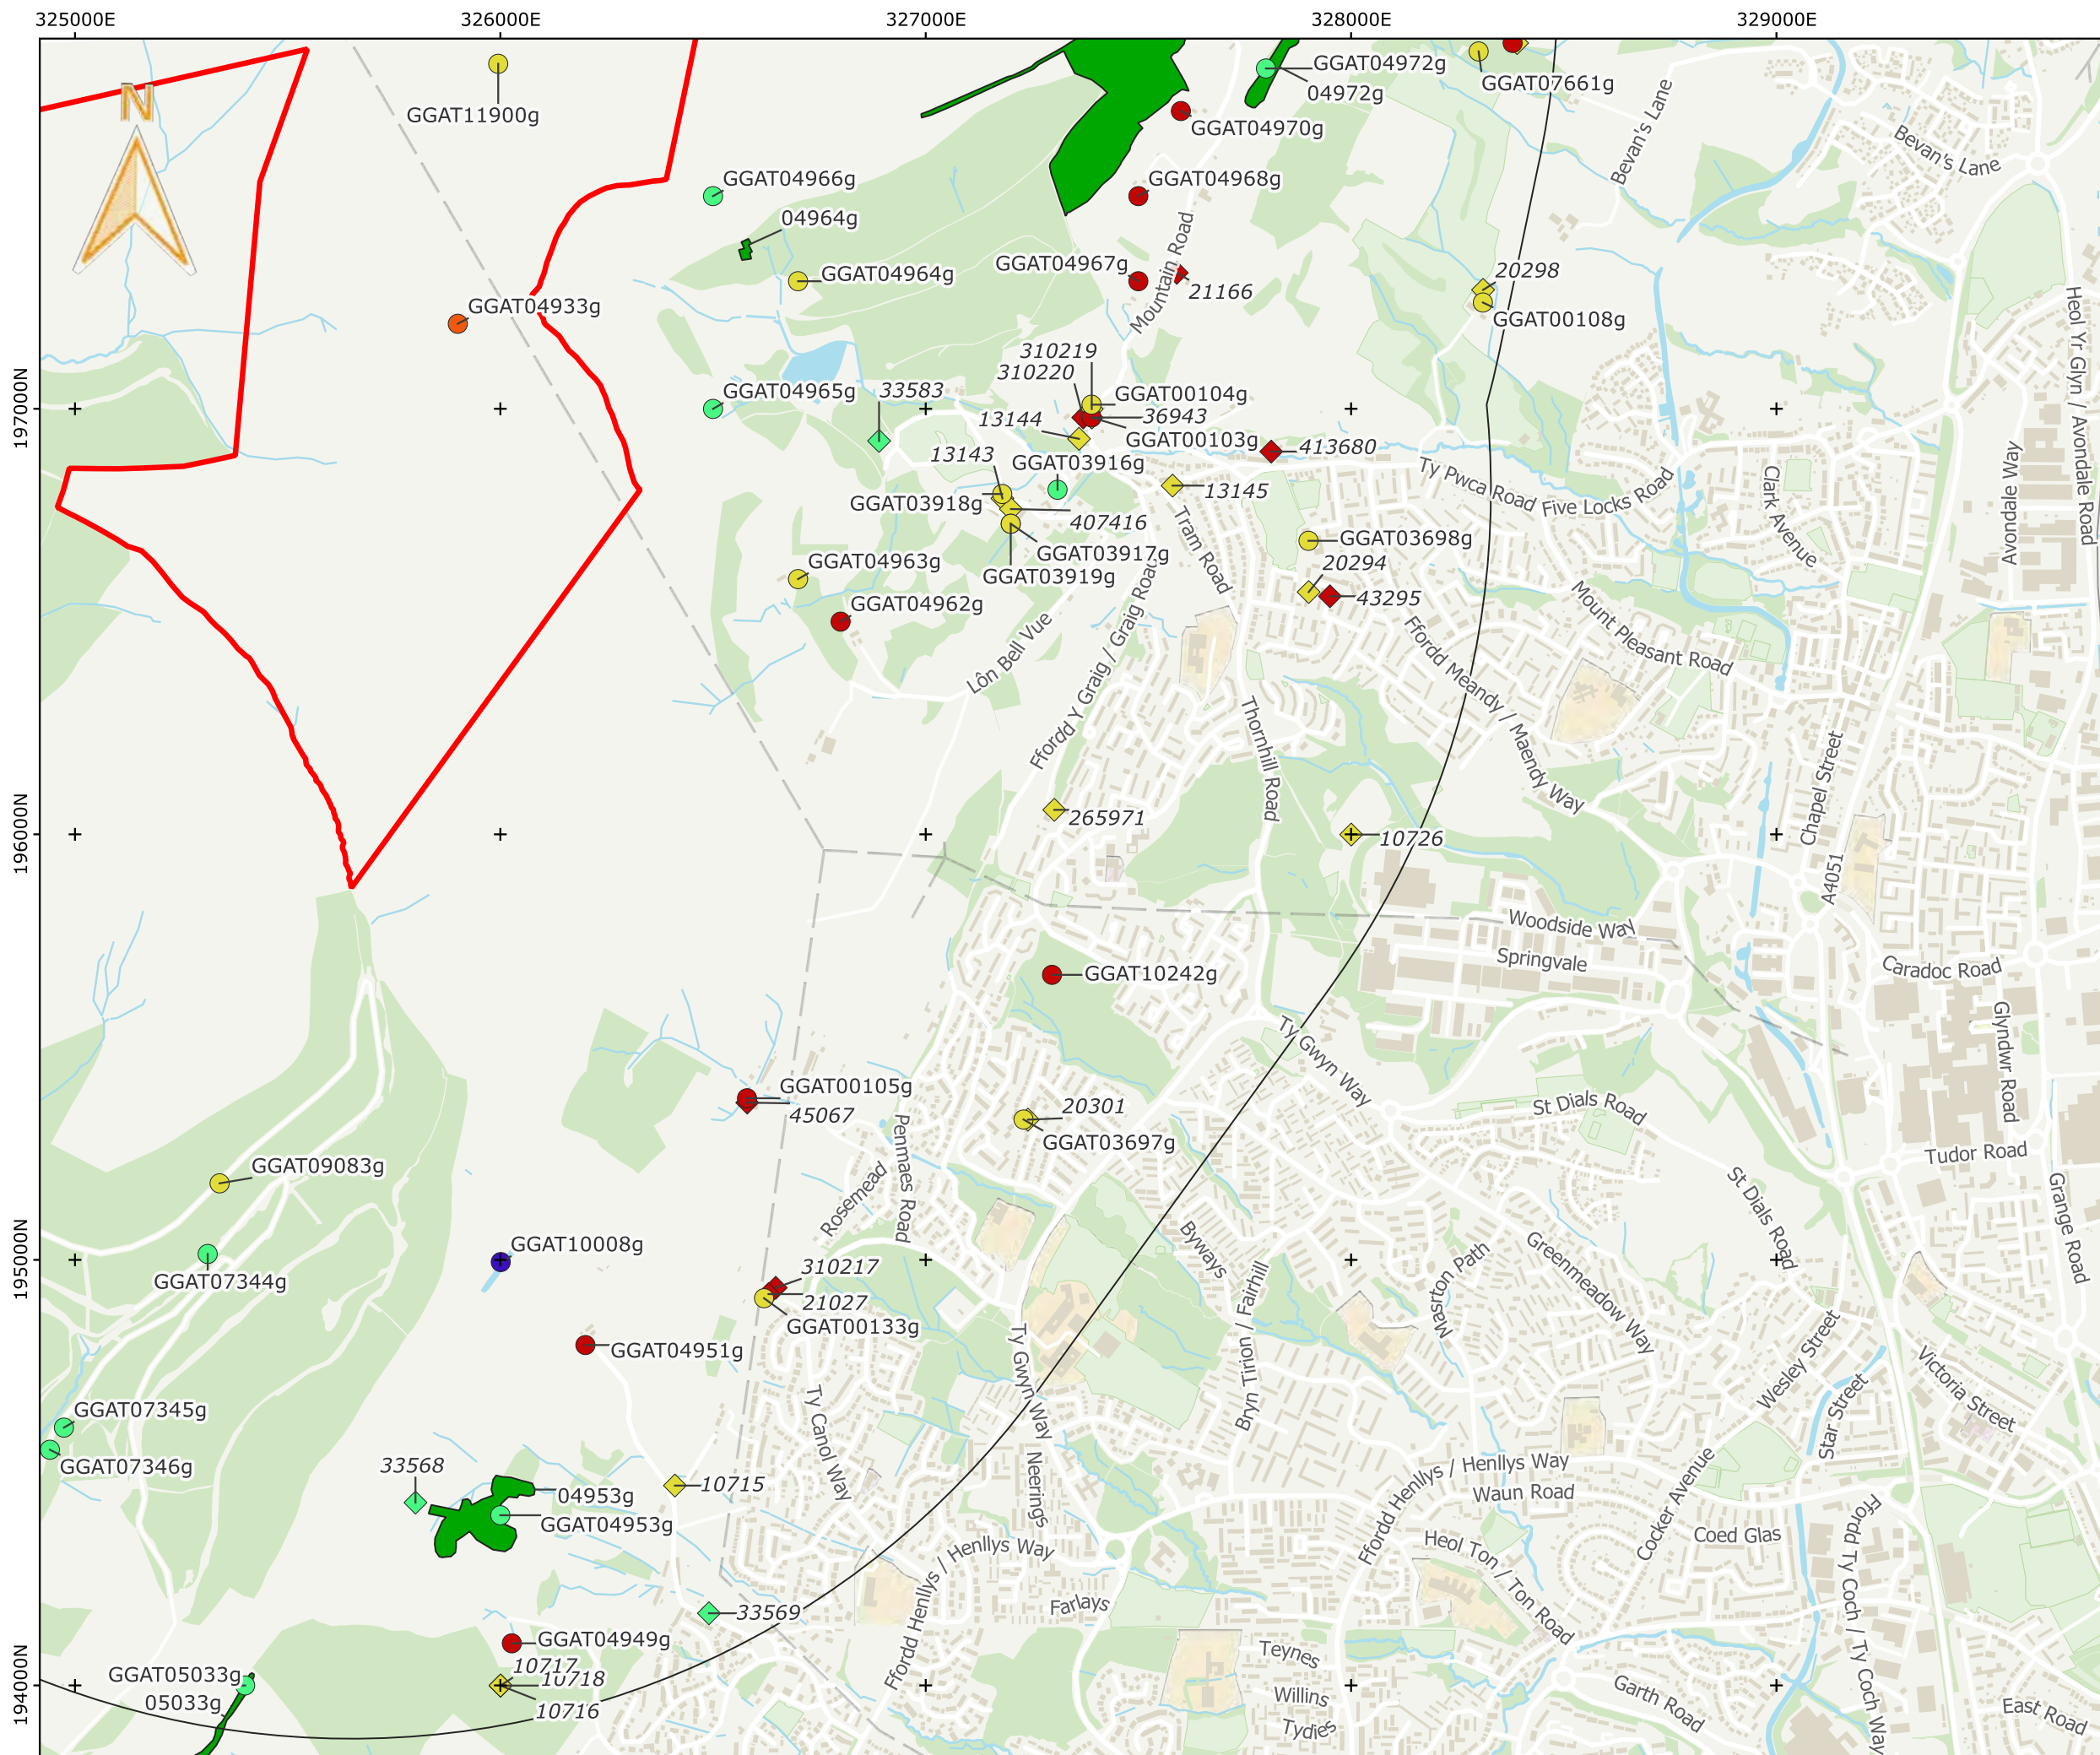 325000E
326000E
327000E
328000E
329000E
N
GGAT11900g
GGAT04972g
04972g
GGAT07661g
GGAT04970g
Bevan's Lane
Bevan's Lane
GGAT04966g
GGAT04968g
04964g
GGAT04964g
GGAT04967g
21166
Mountain Road
20298
GGAT00108g
GGAT04933g
Heol Yr Glyn / Avondale Road
197000N
310219
310220
GGAT04965g
33583
GGAT00104g
36943
13144
GGAT00103g
413680
13143
GGAT03916g
13145
Ty Pwca Road
Five Locks Road
Clark Avenue
Avondale Way
GGAT03918g
407416
Tram Road
GGAT03698g
GGAT03917g
GGAT03919g
GGAT04963g
20294
43295
GGAT04962g
Mount Pleasant Road
Lôn Bell Vue
Ffordd Y Graig / Graig Road
Ffordd Meandy / Maendy Way
Thornhill Road
Chapel Street
196000N
265971
10726
A4051
Woodside Way
Springvale
Caradoc Road
GGAT10242g
Ty Gwyn Way
Glyndwr Road
GGAT00105g
45067
20301
GGAT03697g
St Dials Road
Penmaes Road
Rosemead
Tudor Road
GGAT09083g
St Dials Road
Grange Road
195000N
GGAT10008g
GGAT07344g
Byways
310217
21027
GGAT00133g
Bryn Tirion / Fairhill
Maesrton Path
Greenmeadow Way
GGAT04951g
Ty Gwyn Way
Wesley Street
Victoria Street
Star Street
Ty Canol Way
GGAT07345g
GGAT07346g
33568
04953g
GGAT04953g
10715
Neerings
Ffordd Henllys / Henllys Way
Waun Road
Heol Ton / Ton Road
Cocker Avenue
Coed Glas
Ffordd Ty Coch / Ty Coch Way
Ffordd Henllys / Henllys Way
33569
Farlays
GGAT04949g
Teynes
194000N
GGAT05033g
05033g
10717
10718
10716
Willins
Tydies
Garth Road
East Road